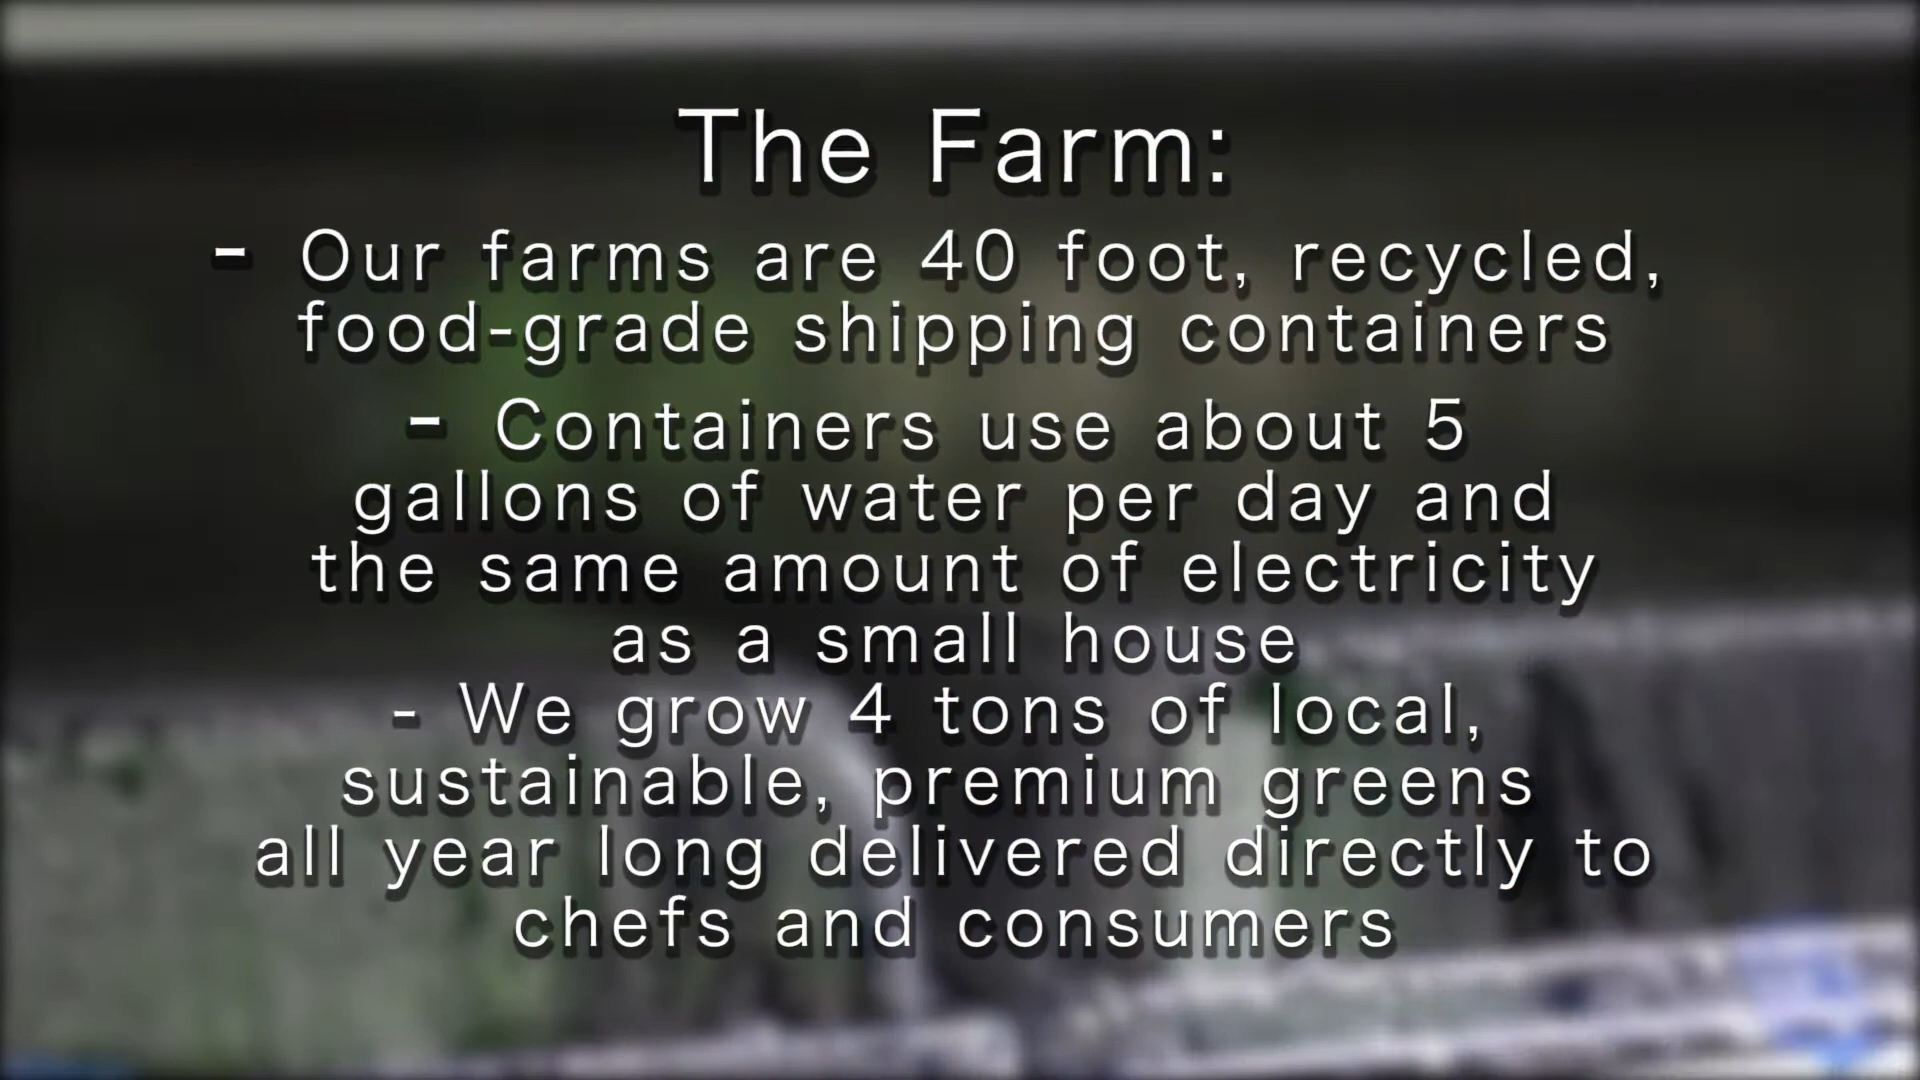 The Farm:
- Our farms are 40 foot, recycled,
food-grade shipping containers
- Containers use about 5
gallons of water per day and
the same amount of electricity
as a small house
- We grow 4 tons of local,
sustainable, premium greens
all year long delivered directly to
chefs and consumers